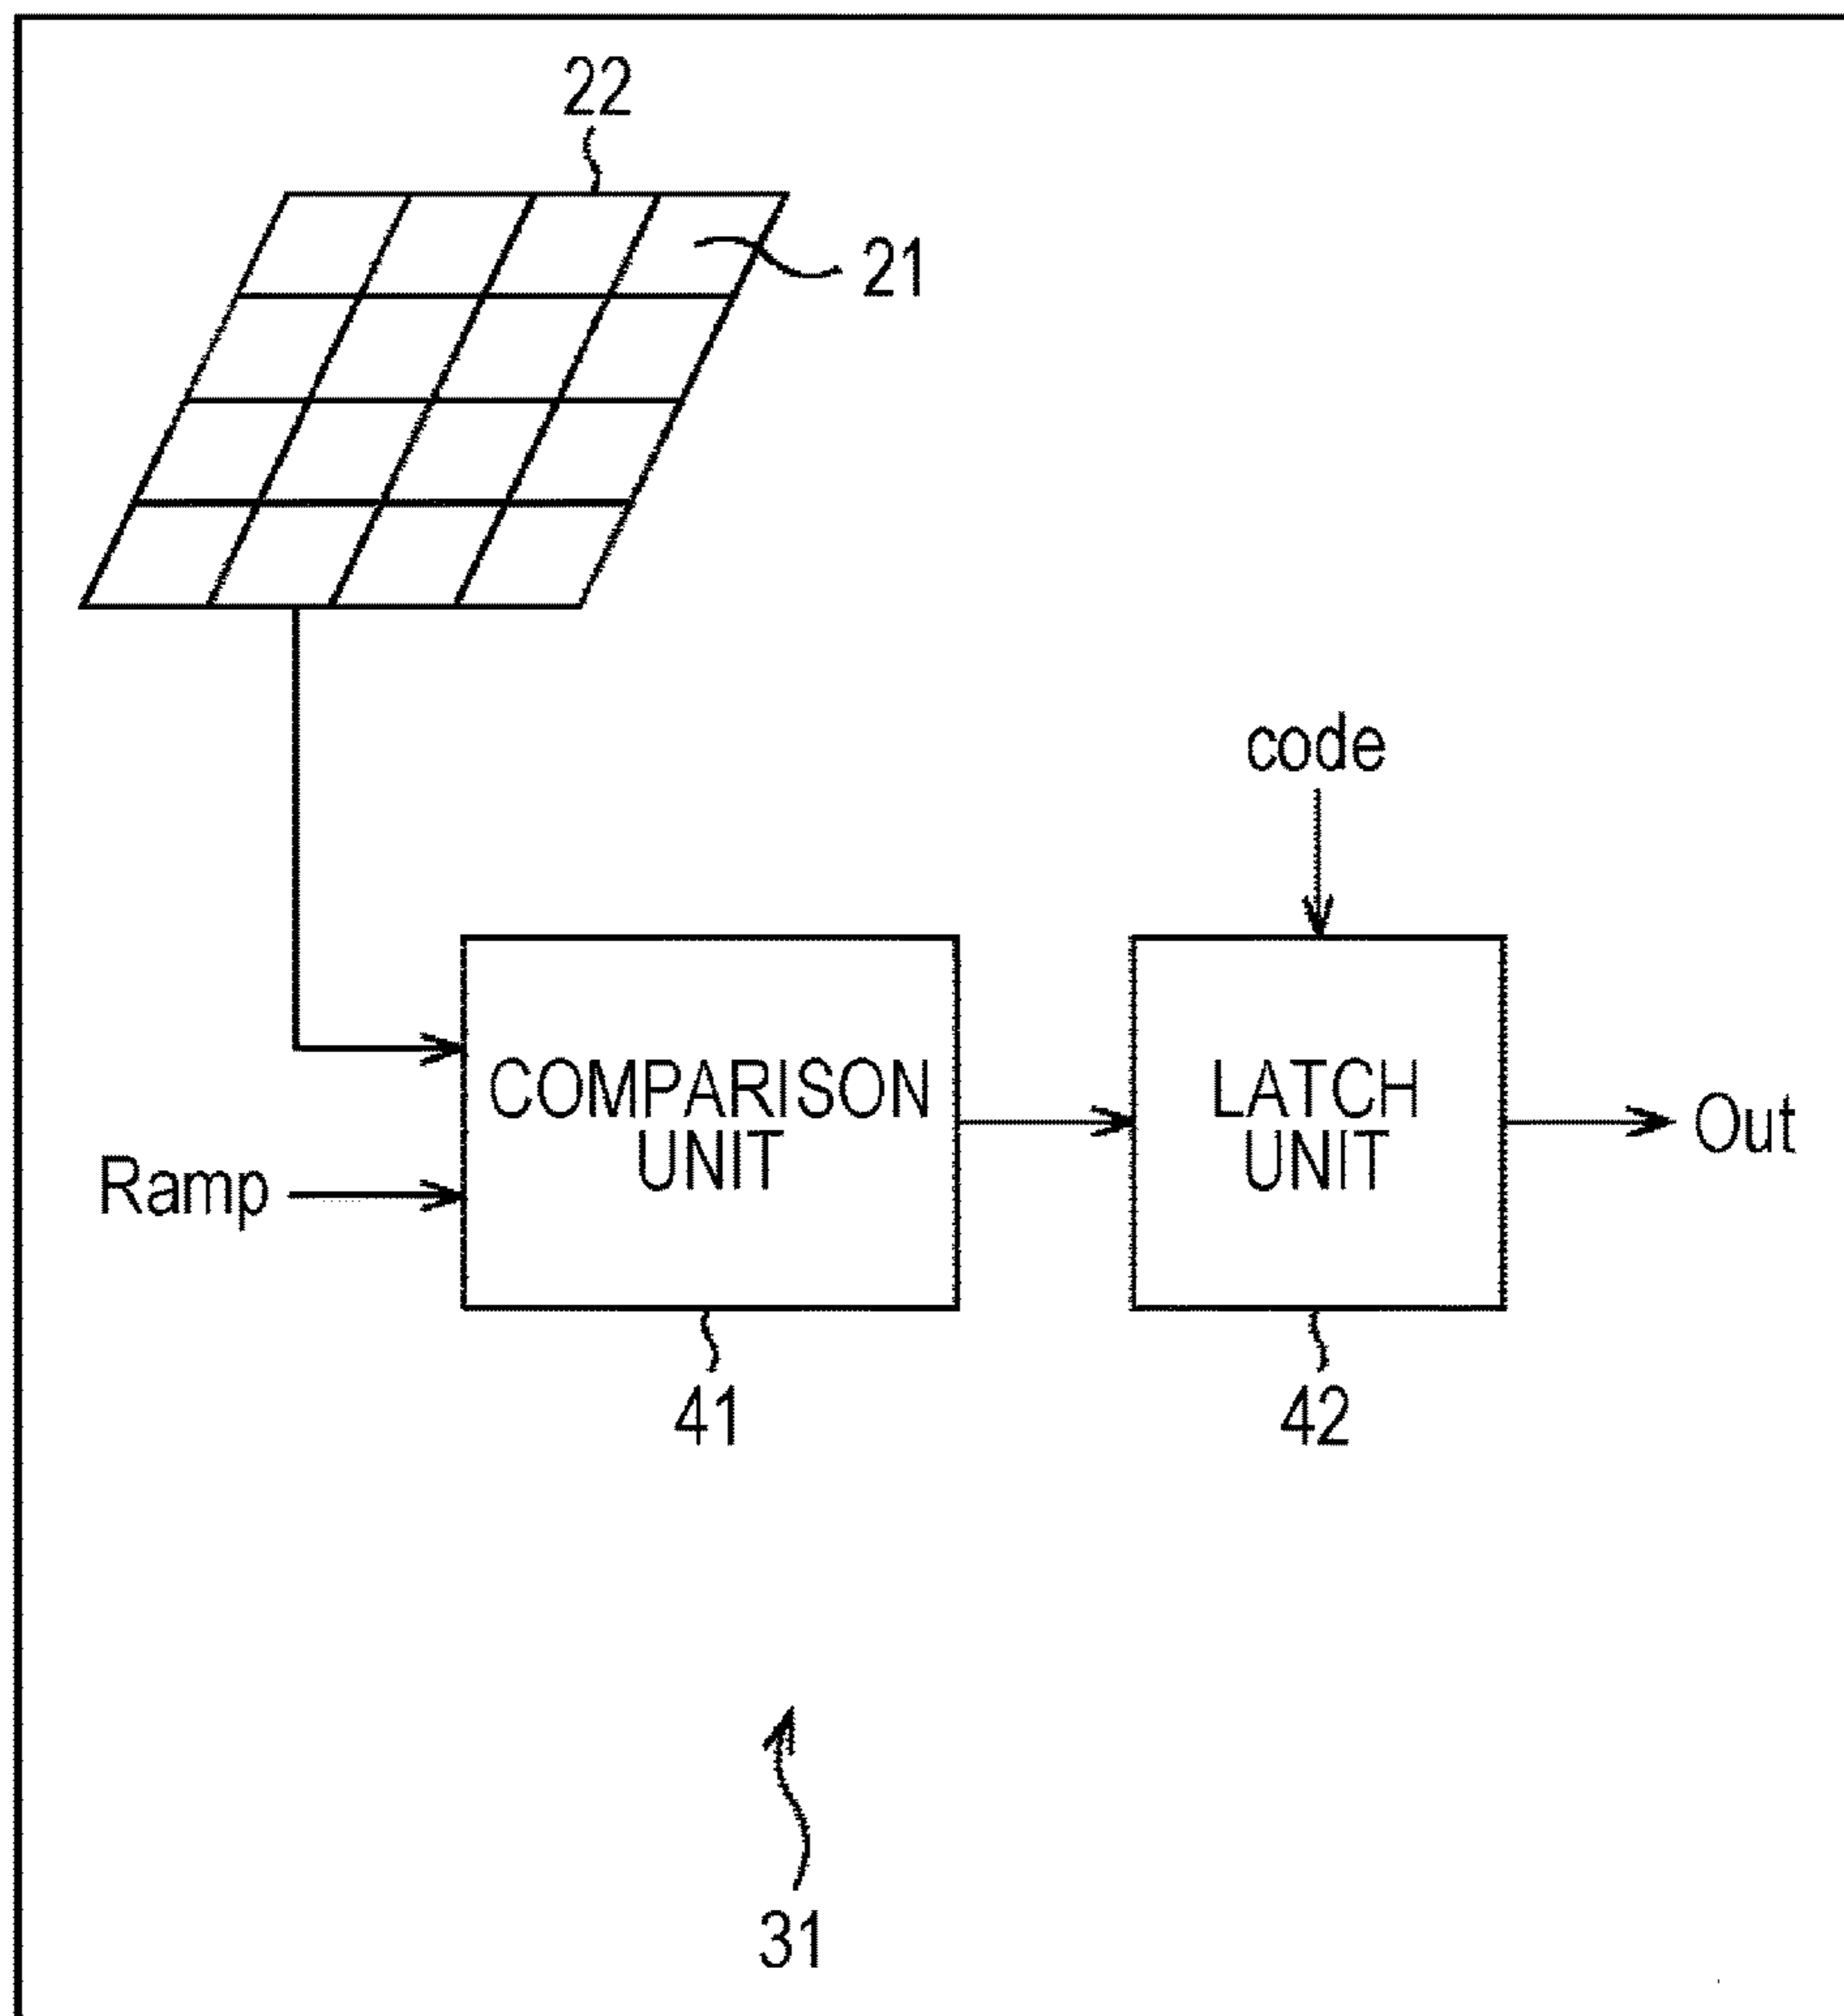 22
21
code
COMPARISON
UNIT
LATCH
UNIT
Ramp
Out
41
42
31